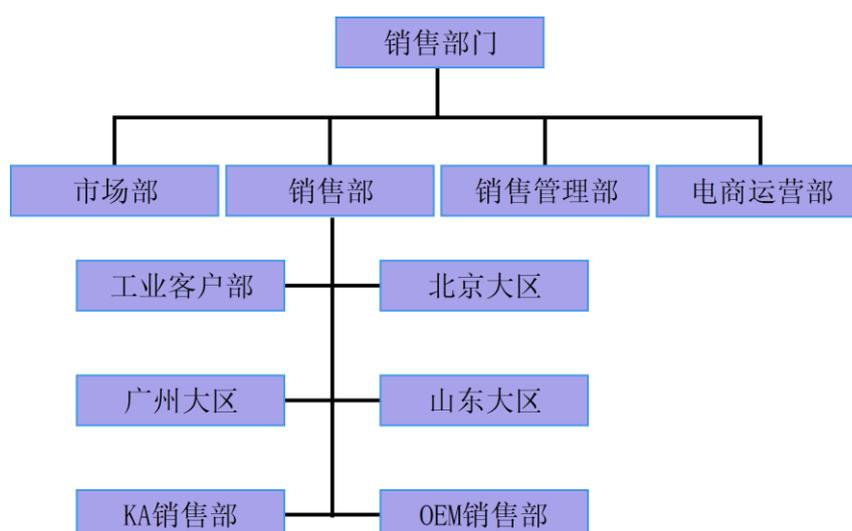 销售部门
市场部
销售部
销售管理部
电商运营部
工业客户部
北京大区
广州大区
山东大区
KA销售部
OEM销售部